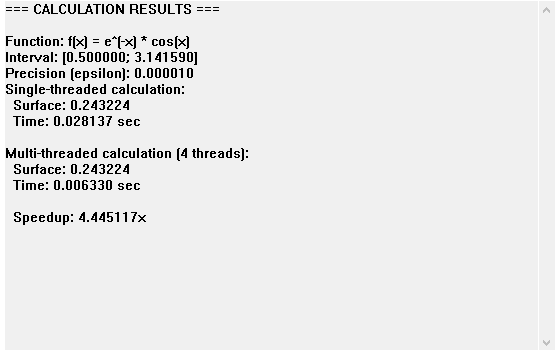 === CALCULATION RESULTS ===
Function: f(x) = e^(-x) * cos(x)
Interval: [0.500000; 3.141590]
Precision (epsilon): 0.000010
Single-threaded calculation:
Surface: 0.243224
Time: 0.028137 sec
Multi-threaded calculation (4 threads):
Surface: 0.243224
Time: 0.006330 sec
Speedup: 4.445117x